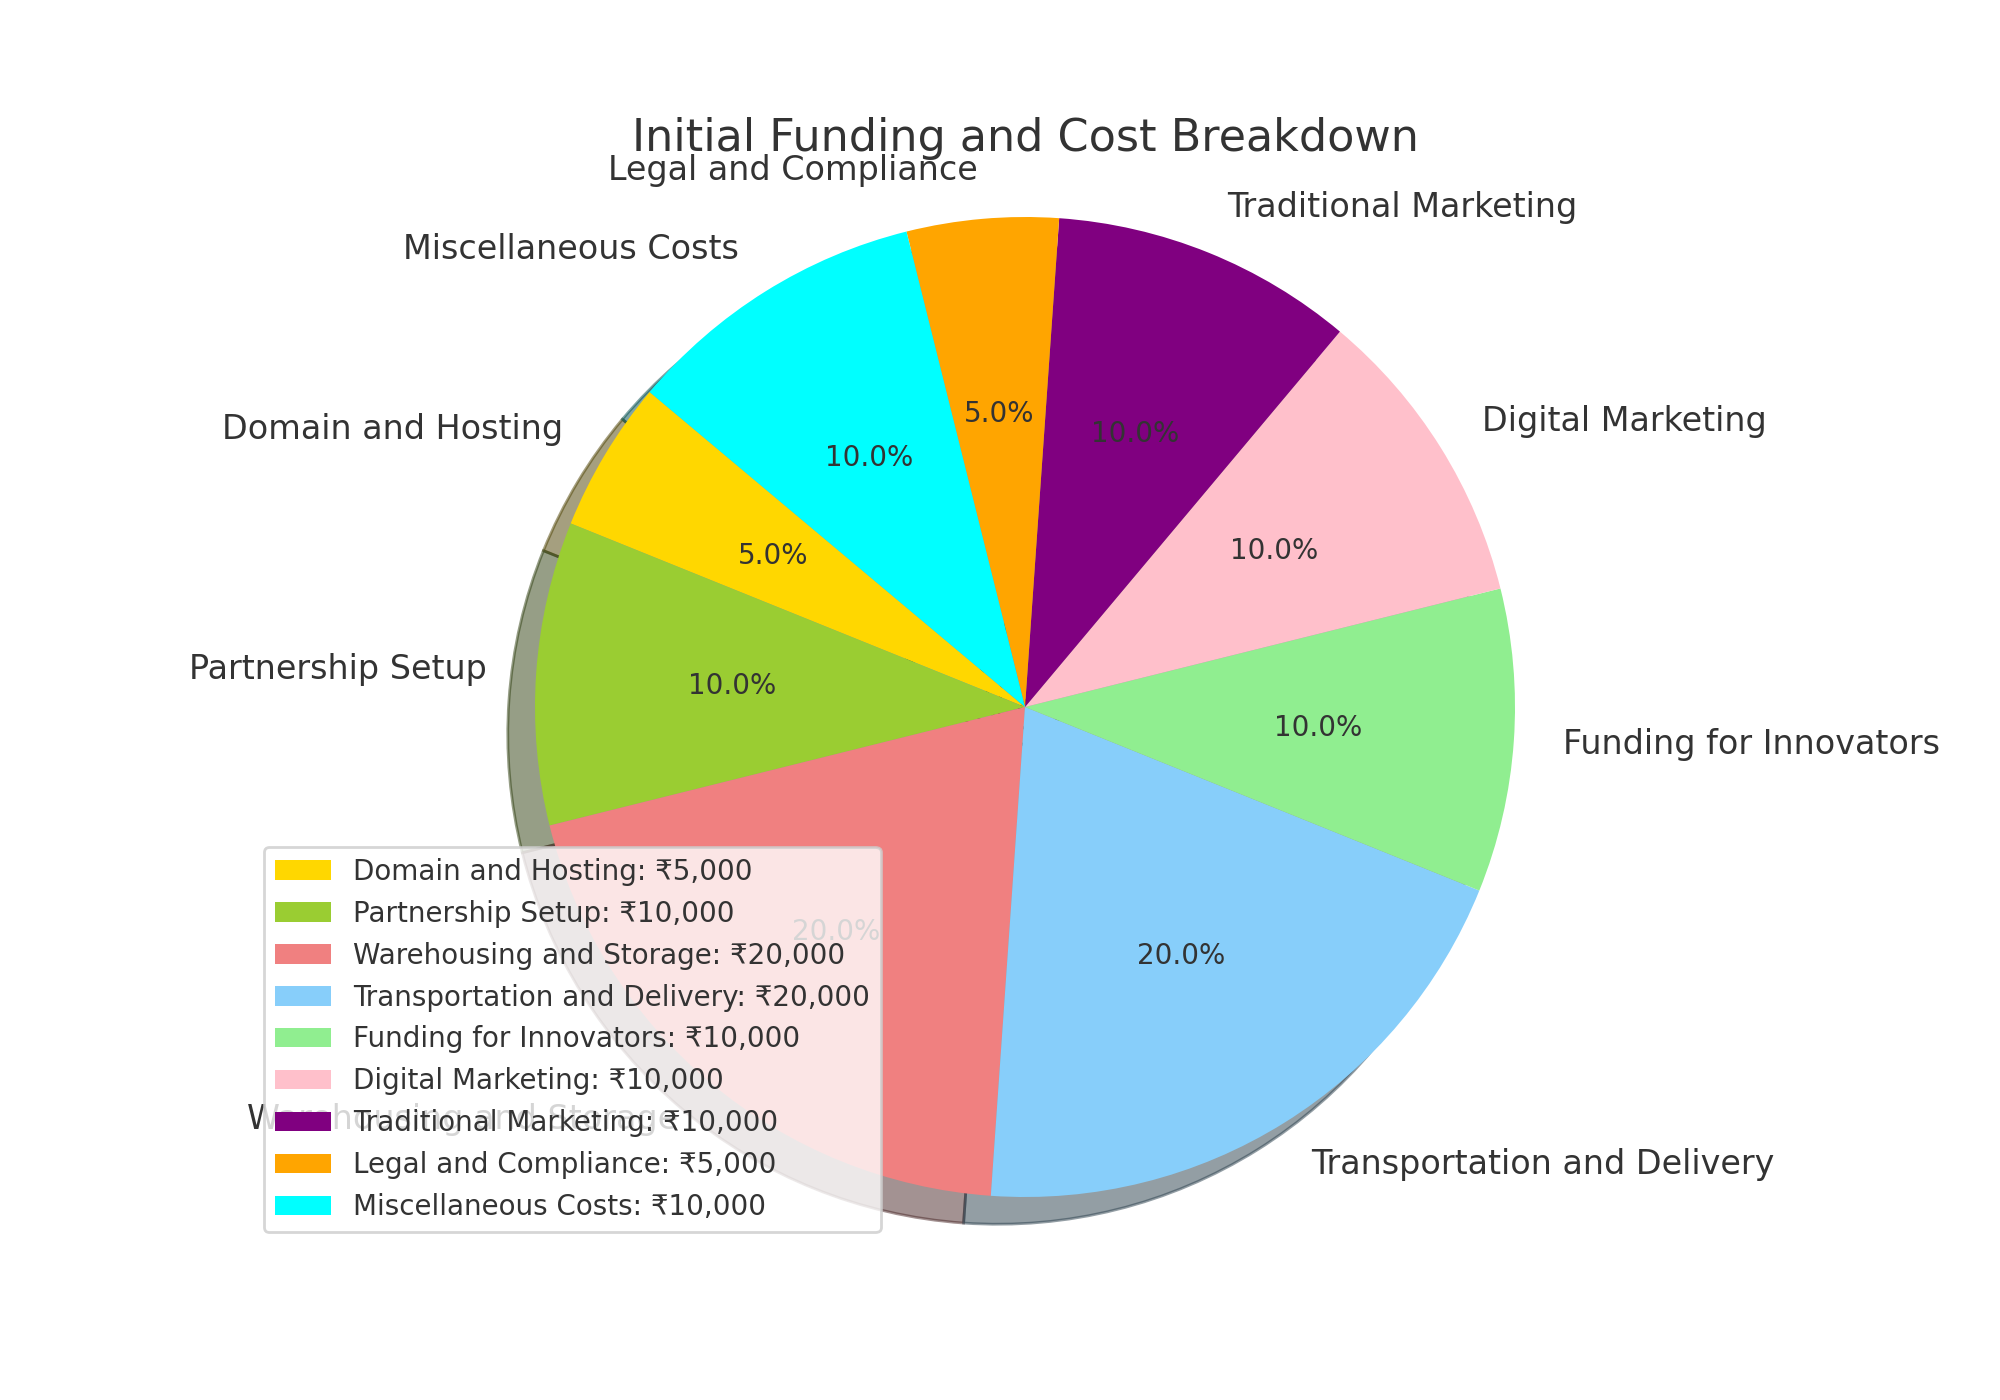 Initial Funding and Cost Breakdown
Legal and Compliance
Traditional Marketing
Miscellaneous Costs
Digital Marketing
Domain and Hosting
Partnership Setup
Funding for Innovators
Warehousing and Storage
Transportation and Delivery
5.0%
10.0%
10.0%
10.0%
5.0%
10.0%
10.0%
20.0%
20.0%
Domain and Hosting: ₹5,000
Partnership Setup: ₹10,000
Warehousing and Storage: ₹20,000
Transportation and Delivery: ₹20,000
Funding for Innovators: ₹10,000
Digital Marketing: ₹10,000
Traditional Marketing: ₹10,000
Legal and Compliance: ₹5,000
Miscellaneous Costs: ₹10,000